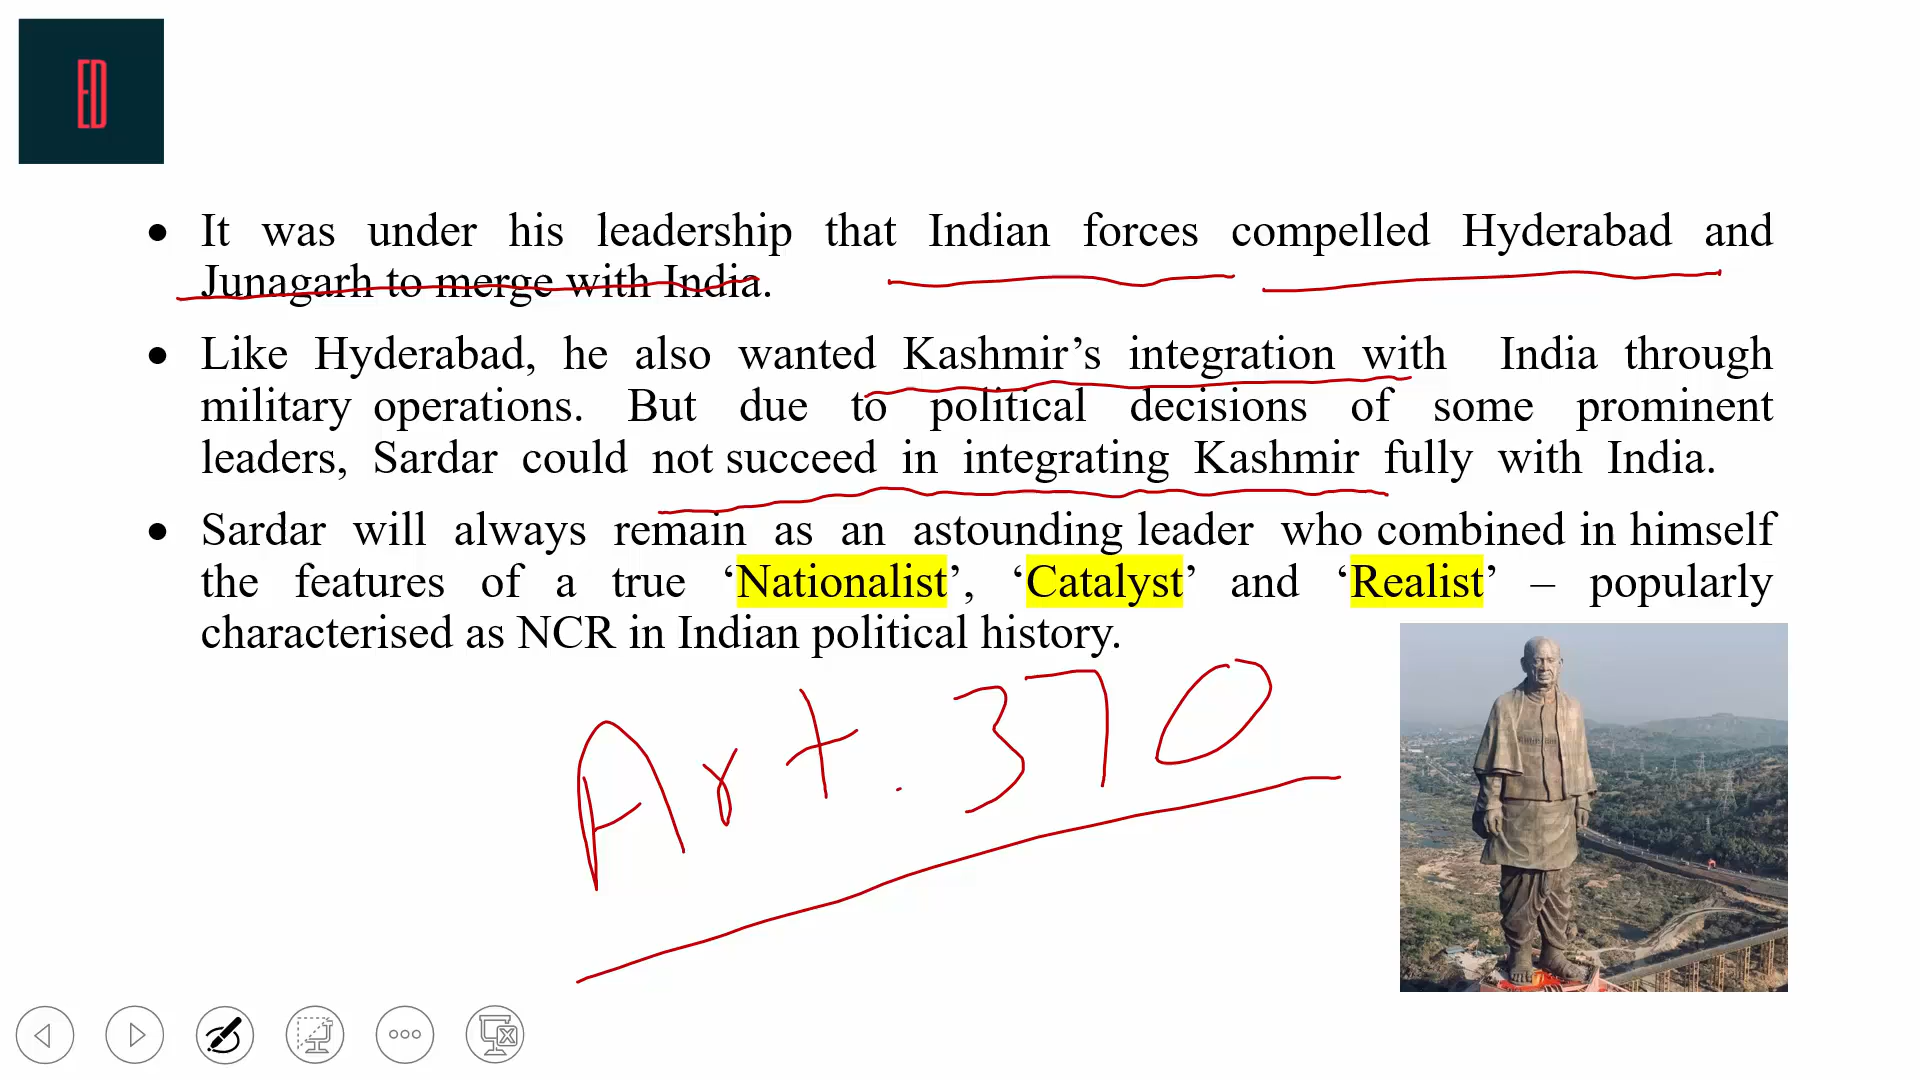 ED
It was under his leadership that Indian forces compelled Hyderabad and
Junagarh to merge with India.
Like Hyderabad, he also wanted Kashmir’s integration with India through
military operations. But due to political decisions of some prominent
leaders, Sardar could not succeed in integrating Kashmir fully with India.
Sardar will always remain as an astounding leader who combined in himself
the features of a true ‘Nationalist’, ‘Catalyst’ and ‘Realist’ – popularly
characterised as NCR in Indian political history.
Art. 370